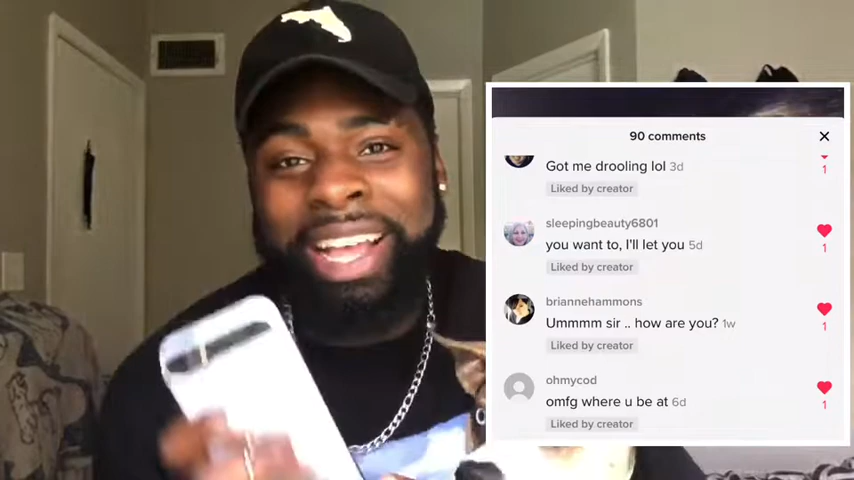 90 comments
Got me drooling lol 3d
1
Liked by creator
sleepingbeauty6801
you want to, I'll let you 5d
1
Liked by creator
briannehammons
Ummmm sir .. how are you? 1w
1
Liked by creator
ohmycod
omfg where u be at 6d
1
Liked by creator